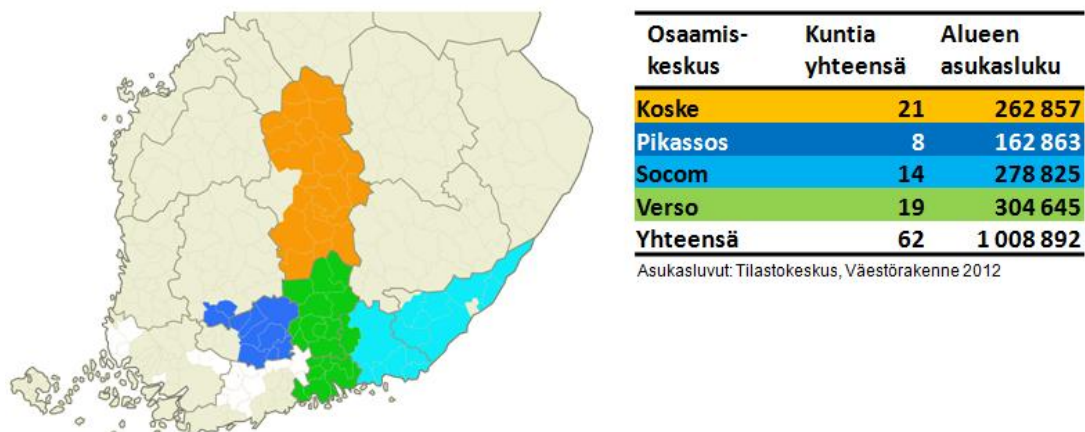 Osaamis- Kuntia Alueen
keskus yhteensä asukasluku
Koske 21 262 857
Pikassos 8 162 863
Socom 14 278 825
Verso 19 304 645
Yhteensä 62 1 008 892
Asukasluvut: Tilastokeskus, Väestörakenne 2012